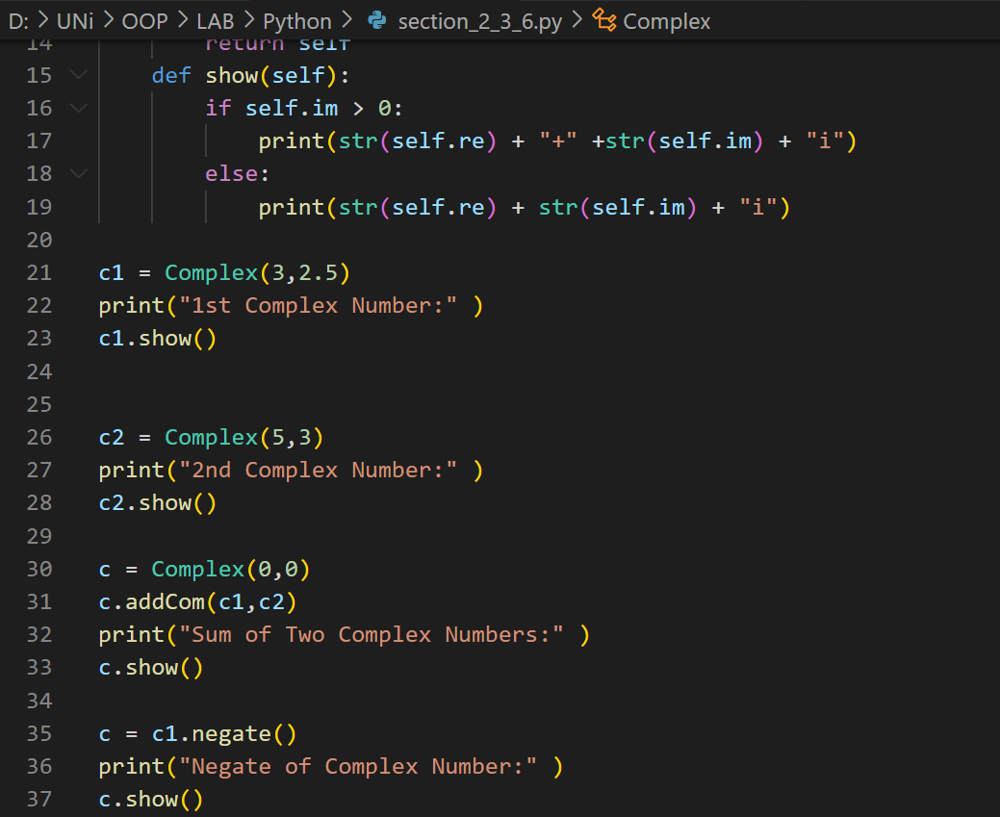 D: > UNi > OOP > LAB > Python > section_2_3_6.py > Complex
14            return self
15        def show(self):
16            if self.im > 0:
17                print(str(self.re) + "+" +str(self.im) + "i")
18            else:
19                print(str(self.re) + str(self.im) + "i")
20
21    c1 = Complex(3,2.5)
22    print("1st Complex Number:" )
23    c1.show()
24
25
26    c2 = Complex(5,3)
27    print("2nd Complex Number:" )
28    c2.show()
29
30    c = Complex(0,0)
31    c.addCom(c1,c2)
32    print("Sum of Two Complex Numbers:" )
33    c.show()
34
35    c = c1.negate()
36    print("Negate of Complex Number:" )
37    c.show()